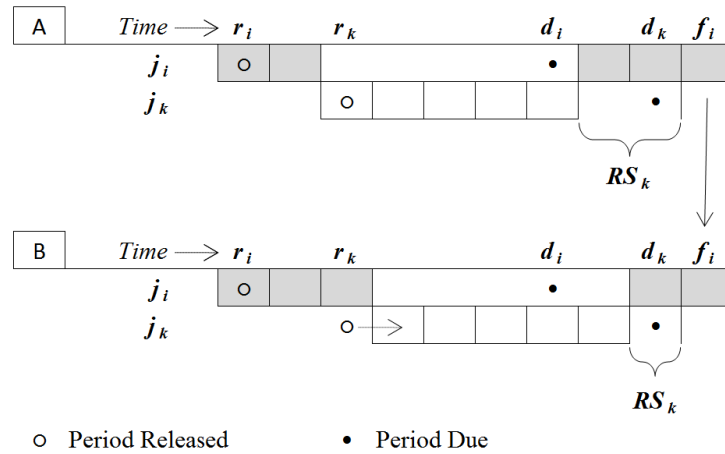 A Time r i r k d i d k f i
j i
j k
RS k
B Time r i r k d i d k f i
j i
j k
RS k
Period Released Period Due